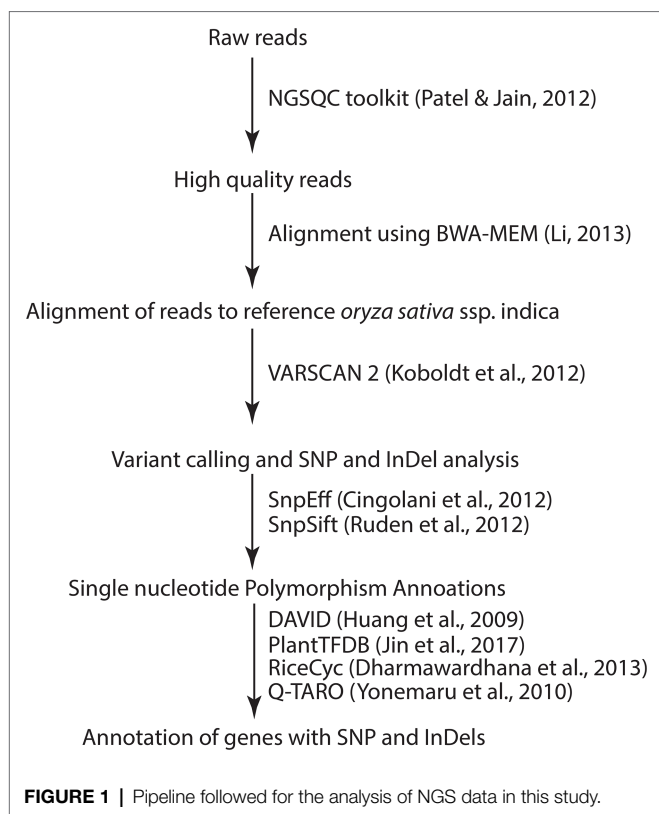 Raw reads
NGSQC toolkit (Patel & Jain, 2012)
High quality reads
Alignment using BWA-MEM (Li, 2013)
Alignment of reads to reference oryza sativa ssp. indica
VARSCAN 2 (Koboldt et al., 2012)
Variant calling and SNP and InDel analysis
SnpEff (Cingolani et al., 2012)
SnpSift (Ruden et al., 2012)
Single nucleotide Polymorphism Annoations
DAVID (Huang et al., 2009)
PlantTFDB (Jin et al., 2017)
RiceCyc (Dharmawardhana et al., 2013)
Q-TARO (Yonemaru et al., 2010)
Annotation of genes with SNP and InDels
FIGURE 1 | Pipeline followed for the analysis of NGS data in this study.